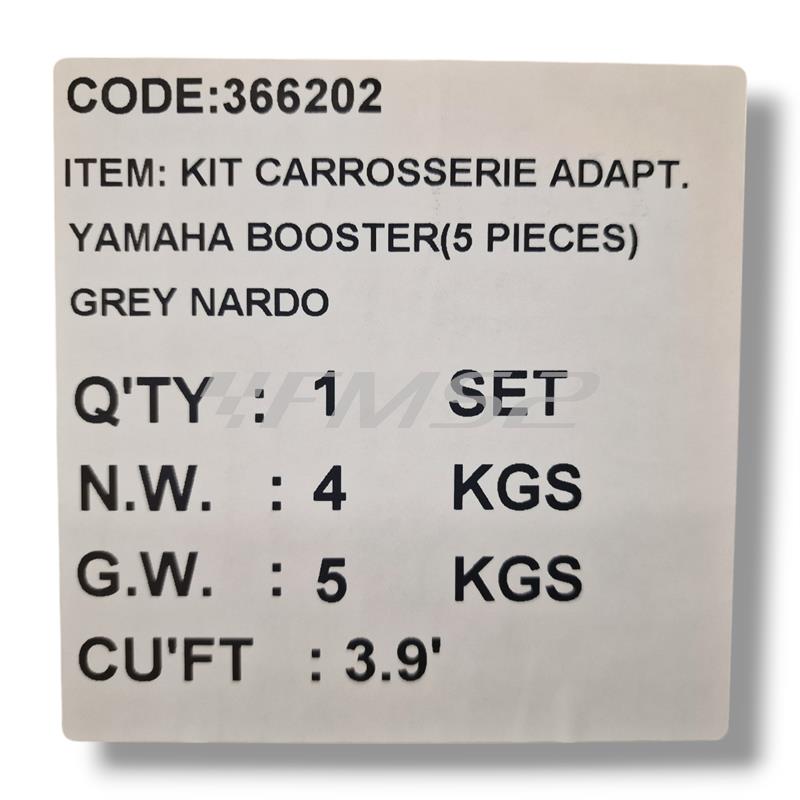 CODE:366202
ITEM: KIT CARROSSERIE ADAPT.
YAMAHA BOOSTER(5 PIECES)
GREY NARDO
Q'TY : 1 SET
N.W. : 4 KGS
G.W. : 5 KGS
CU'FT : 3.9'
FMS2